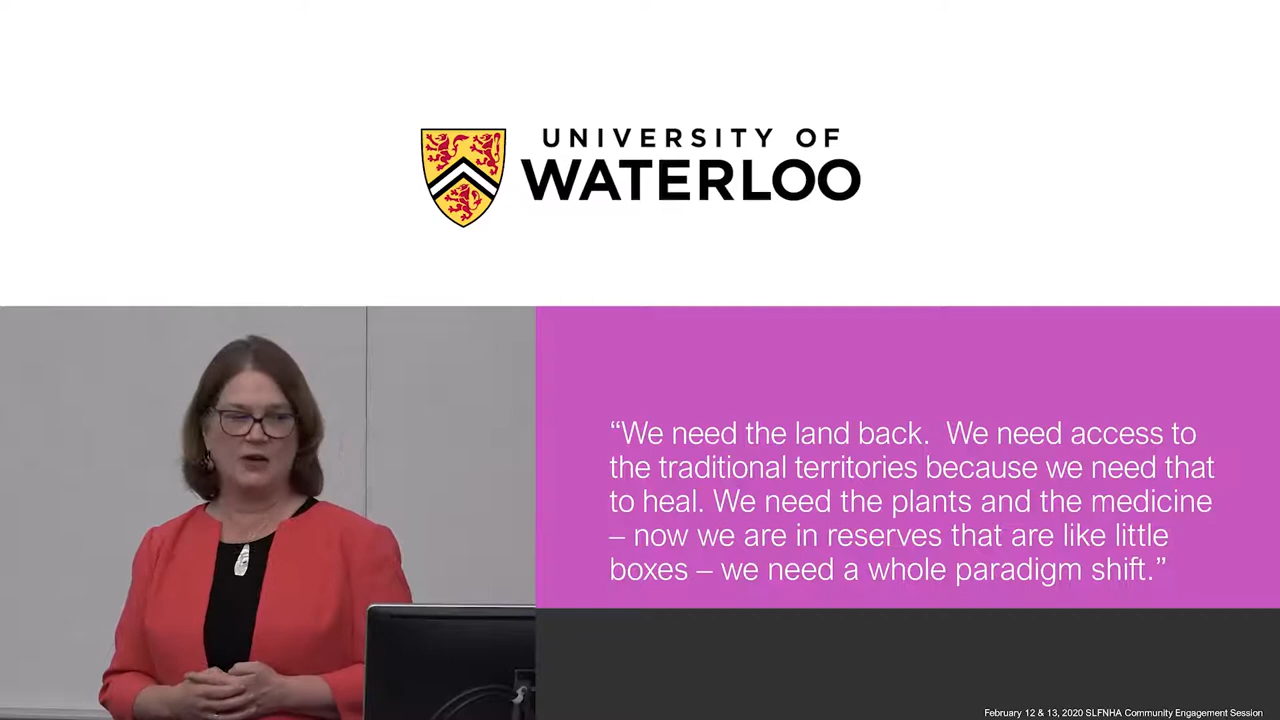 UNIVERSITY OF
WATERLOO
“We need the land back.  We need access to
the traditional territories because we need that
to heal. We need the plants and the medicine
– now we are in reserves that are like little
boxes – we need a whole paradigm shift.”
February 12 & 13, 2020 SLFNHA Community Engagement Session